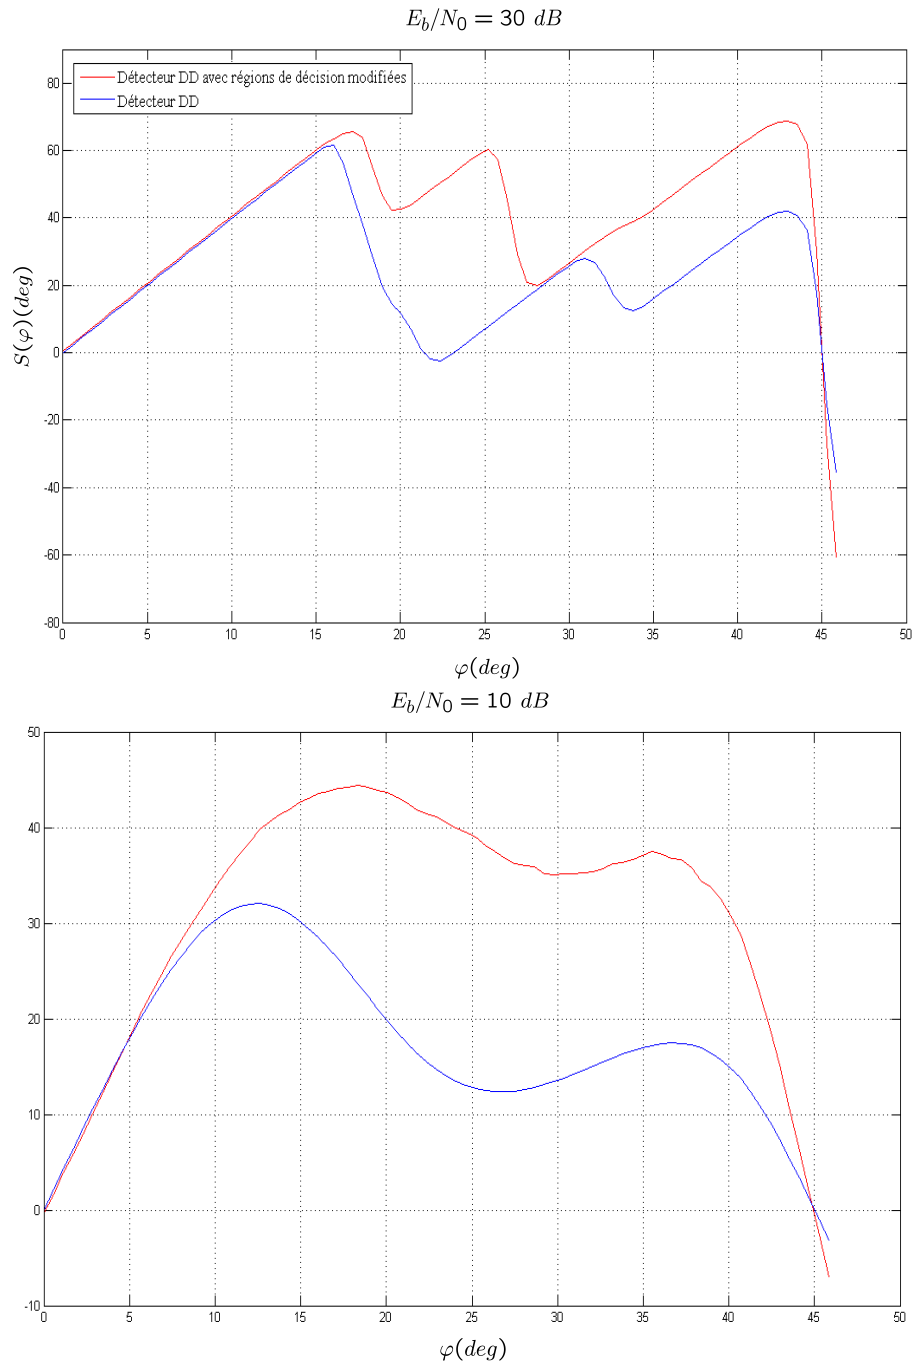 E_b/N_0 = 30 dB
Détecteur DD avec régions de décision modifiées
Détecteur DD
S(φ)(deg)
80
60
40
20
0
-20
-40
-60
-80
0 5 10 15 20 25 30 35 40 45 50
φ(deg)
E_b/N_0 = 10 dB
50
40
30
20
10
0
-10
0 5 10 15 20 25 30 35 40 45 50
φ(deg)